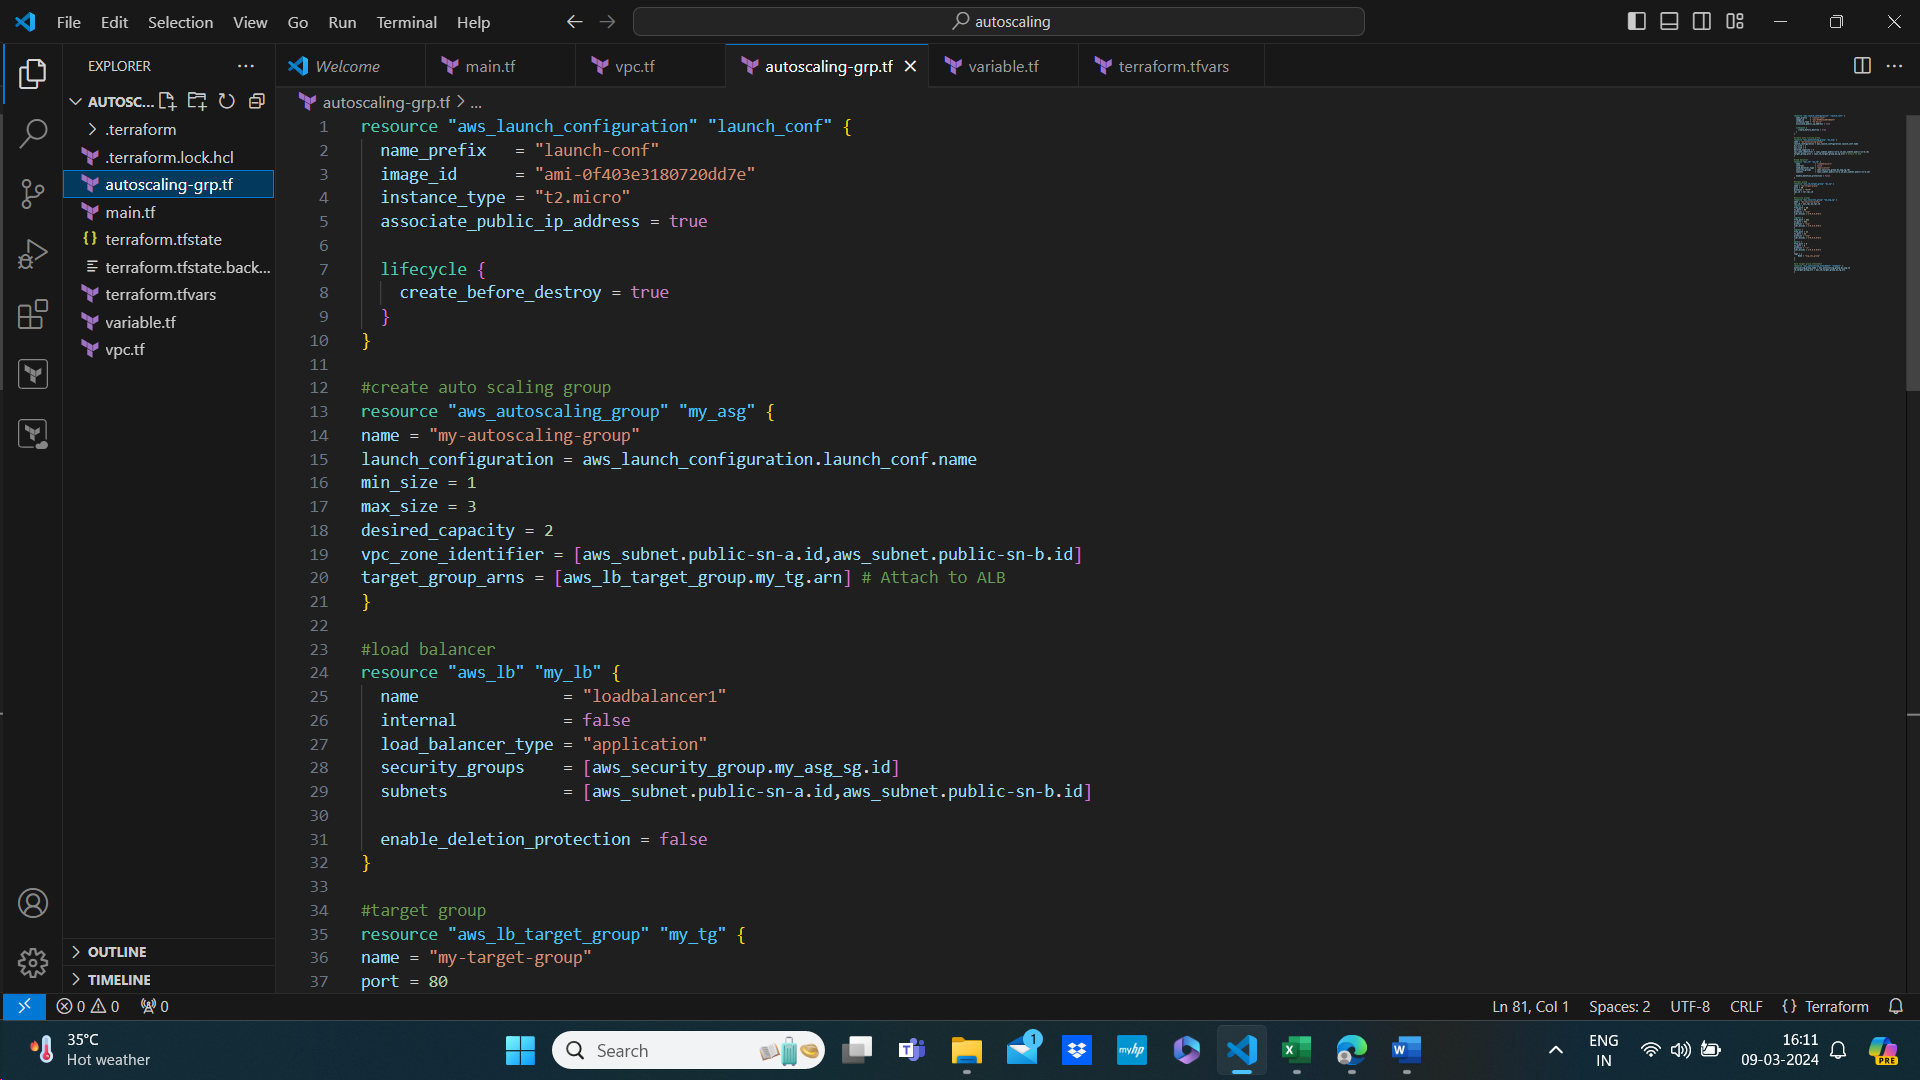 File Edit Selection View Go Run Terminal Help
autoscaling
EXPLORER
Welcome
main.tf
vpc.tf
autoscaling-grp.tf
variable.tf
terraform.tfvars
AUTOSC...
.terraform
.terraform.lock.hcl
autoscaling-grp.tf
main.tf
terraform.tfstate
terraform.tfstate.back...
terraform.tfvars
variable.tf
vpc.tf
OUTLINE
TIMELINE
autoscaling-grp.tf > ...
1 resource "aws_launch_configuration" "launch_conf" {
2 name_prefix = "launch-conf"
3 image_id = "ami-0f403e3180720dd7e"
4 instance_type = "t2.micro"
5 associate_public_ip_address = true
6
7 lifecycle {
8 create_before_destroy = true
9 }
10 }
11
12 #create auto scaling group
13 resource "aws_autoscaling_group" "my_asg" {
14 name = "my-autoscaling-group"
15 launch_configuration = aws_launch_configuration.launch_conf.name
16 min_size = 1
17 max_size = 3
18 desired_capacity = 2
19 vpc_zone_identifier = [aws_subnet.public-sn-a.id,aws_subnet.public-sn-b.id]
20 target_group_arns = [aws_lb_target_group.my_tg.arn] # Attach to ALB
21 }
22
23 #load balancer
24 resource "aws_lb" "my_lb" {
25 name = "loadbalancer1"
26 internal = false
27 load_balancer_type = "application"
28 security_groups = [aws_security_group.my_asg_sg.id]
29 subnets = [aws_subnet.public-sn-a.id,aws_subnet.public-sn-b.id]
30
31 enable_deletion_protection = false
32 }
33
34 #target group
35 resource "aws_lb_target_group" "my_tg" {
36 name = "my-target-group"
37 port = 80
0 0 0
Ln 81, Col 1 Spaces: 2 UTF-8 CRLF {} Terraform
35°C
Hot weather
Search
1
myhp
ENG
IN
16:11
09-03-2024
PRE